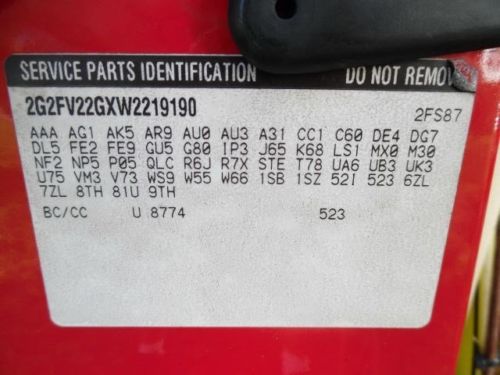 SERVICE PARTS IDENTIFICATION DO NOT REMOV
2G2FV22GXW2219190 2FS87
AAA AG1 AK5 AR9 AU0 AU3 A31 CC1 C60 DE4 DG7
DL5 FE2 FE9 GU5 G80 IP3 J65 K68 LS1 MX0 M30
NF2 NP5 P05 QLC R6J R7X STE T78 UA6 UB3 UK3
U75 VM3 V73 WS9 W55 W66 1SB 1SZ 52I 523 6ZL
7ZL 8TH 81U 9TH
BC/CC U 8774 523